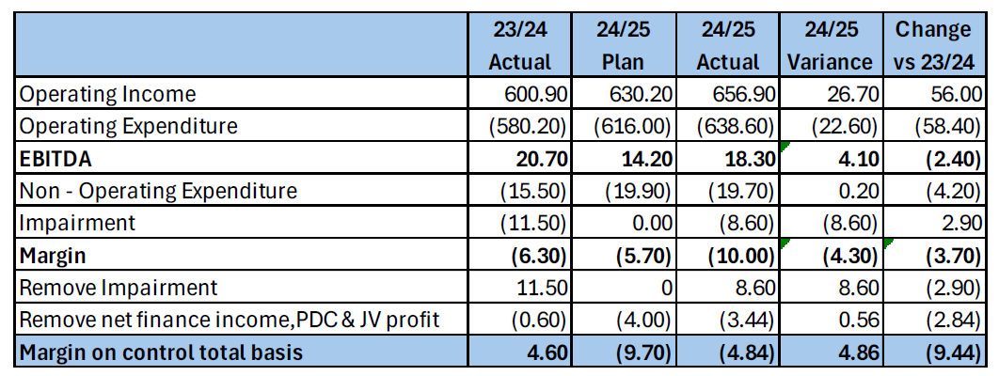 23/24 24/25 24/25 24/25 Change
Actual Plan Actual Variance vs 23/24
Operating Income 600.90 630.20 656.90 26.70 56.00
Operating Expenditure (580.20) (616.00) (638.60) (22.60) (58.40)
EBITDA 20.70 14.20 18.30 4.10 (2.40)
Non - Operating Expenditure (15.50) (19.90) (19.70) 0.20 (4.20)
Impairment (11.50) 0.00 (8.60) (8.60) 2.90
Margin (6.30) (5.70) (10.00) (4.30) (3.70)
Remove Impairment 11.50 0 8.60 8.60 (2.90)
Remove net finance income,PDC & JV profit (0.60) (4.00) (3.44) 0.56 (2.84)
Margin on control total basis 4.60 (9.70) (4.84) 4.86 (9.44)